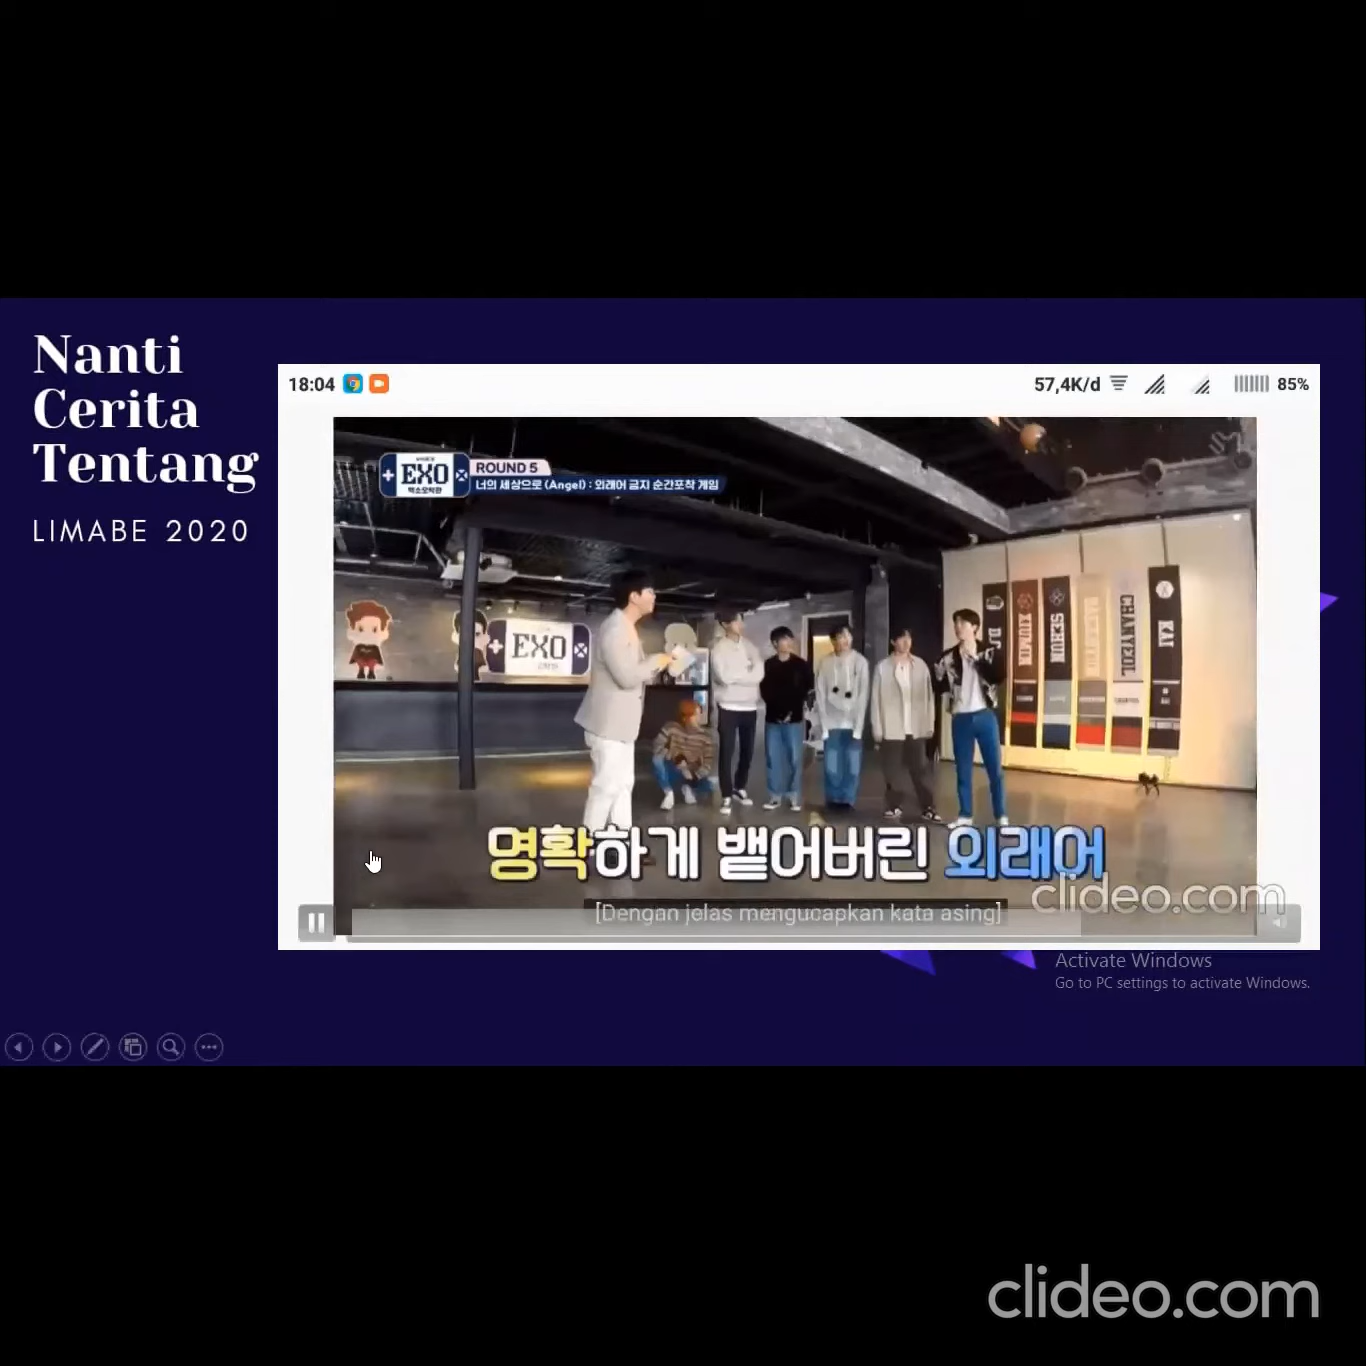 Nanti
Cerita
Tentang
LIMABE 2020
18:04
57,4K/d
85%
EXO
ROUND 5
너의 세상으로 (Angel) : 외래어 금지 순간포착 게임
EXO
D.O.
XIUMIN
SEHUN
BAEKHYUN
CHANYEOL
KAI
명확하게 뱉어버린 외래어
clideo.com
[Dengan jelas mengucapkan kata asing]
Activate Windows
Go to PC settings to activate Windows.
clideo.com